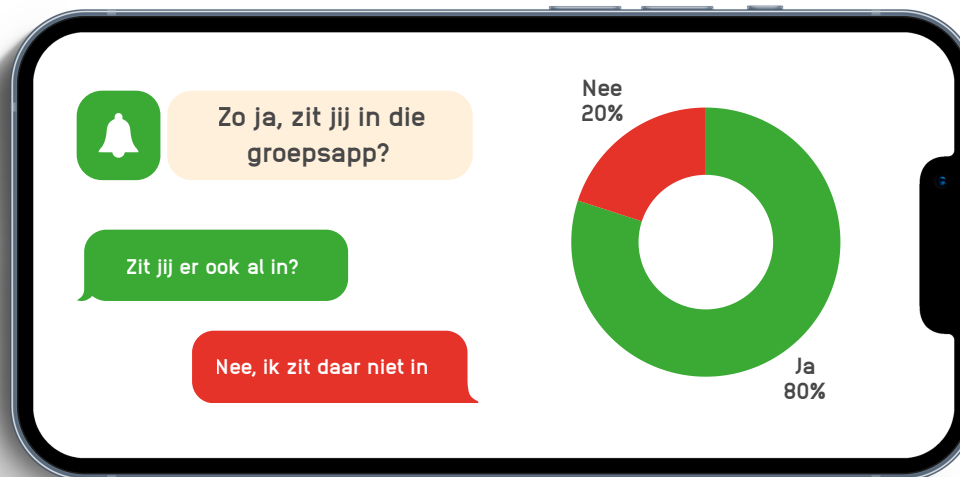 Zo ja, zit jij in die
groepsapp?
Zit jij er ook al in?
Nee, ik zit daar niet in
Nee
20%
Ja
80%